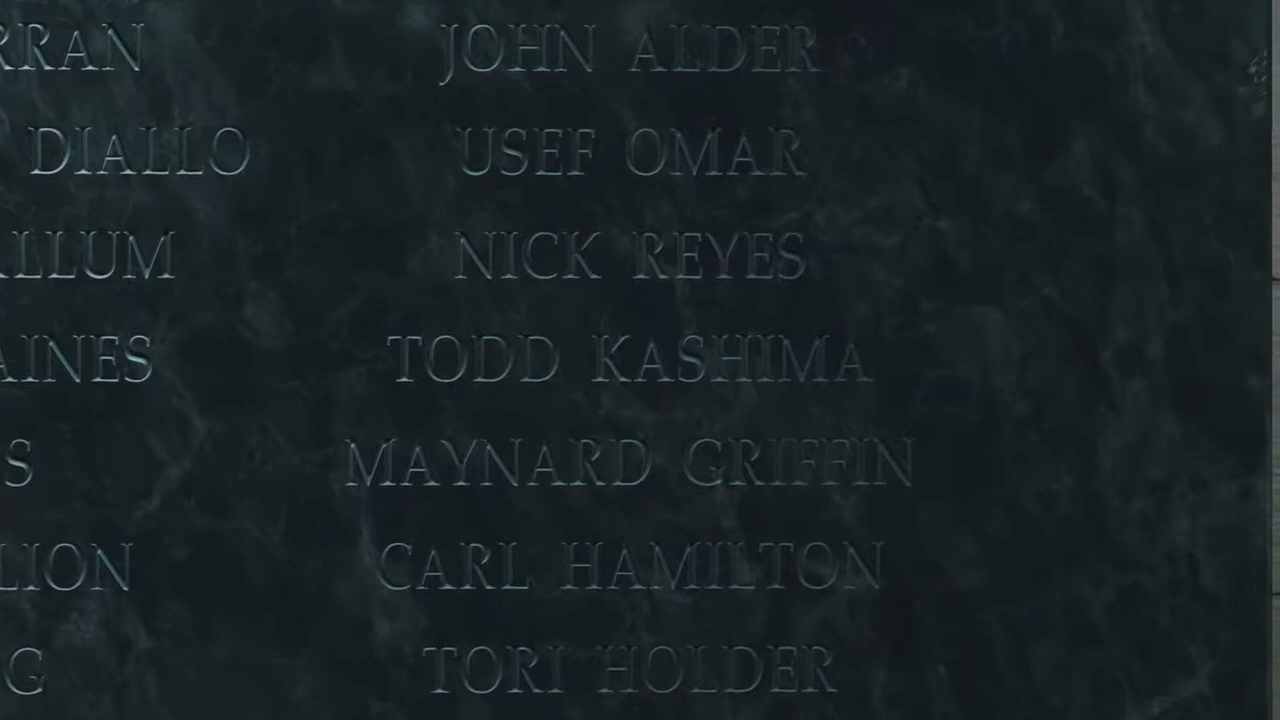 JOHN ALDER
DIALLO USEF OMAR
NICK REYES
TODD KASHIMA
MAYNARD GRIFFIN
CARL HAMILTON
TORI HOLDER